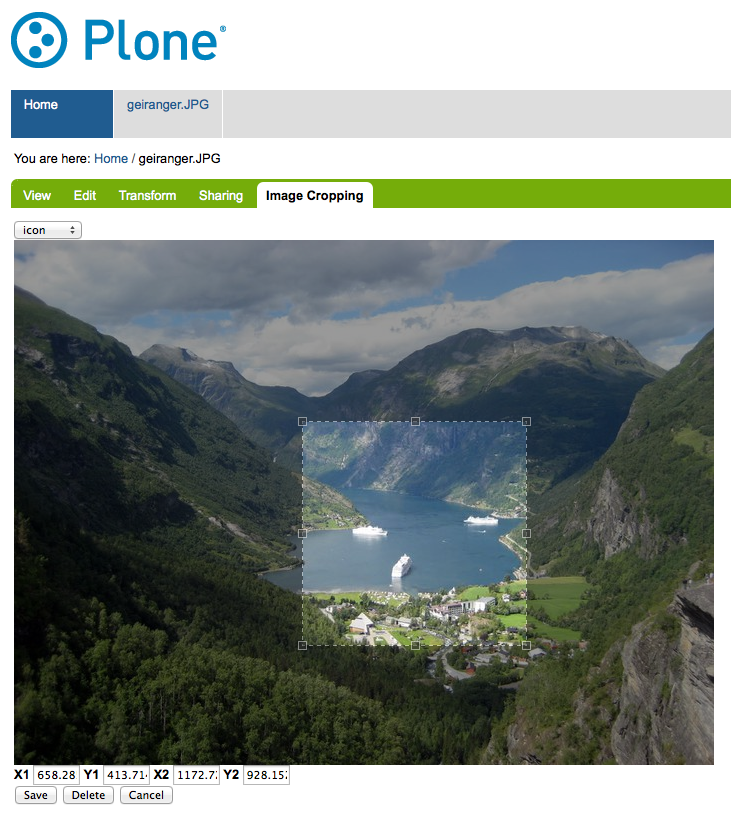 Plone®
Home geiranger.JPG
You are here: Home / geiranger.JPG
View Edit Transform Sharing Image Cropping
icon
X1 658.28 Y1 413.714 X2 1172.7 Y2 928.15
Save Delete Cancel